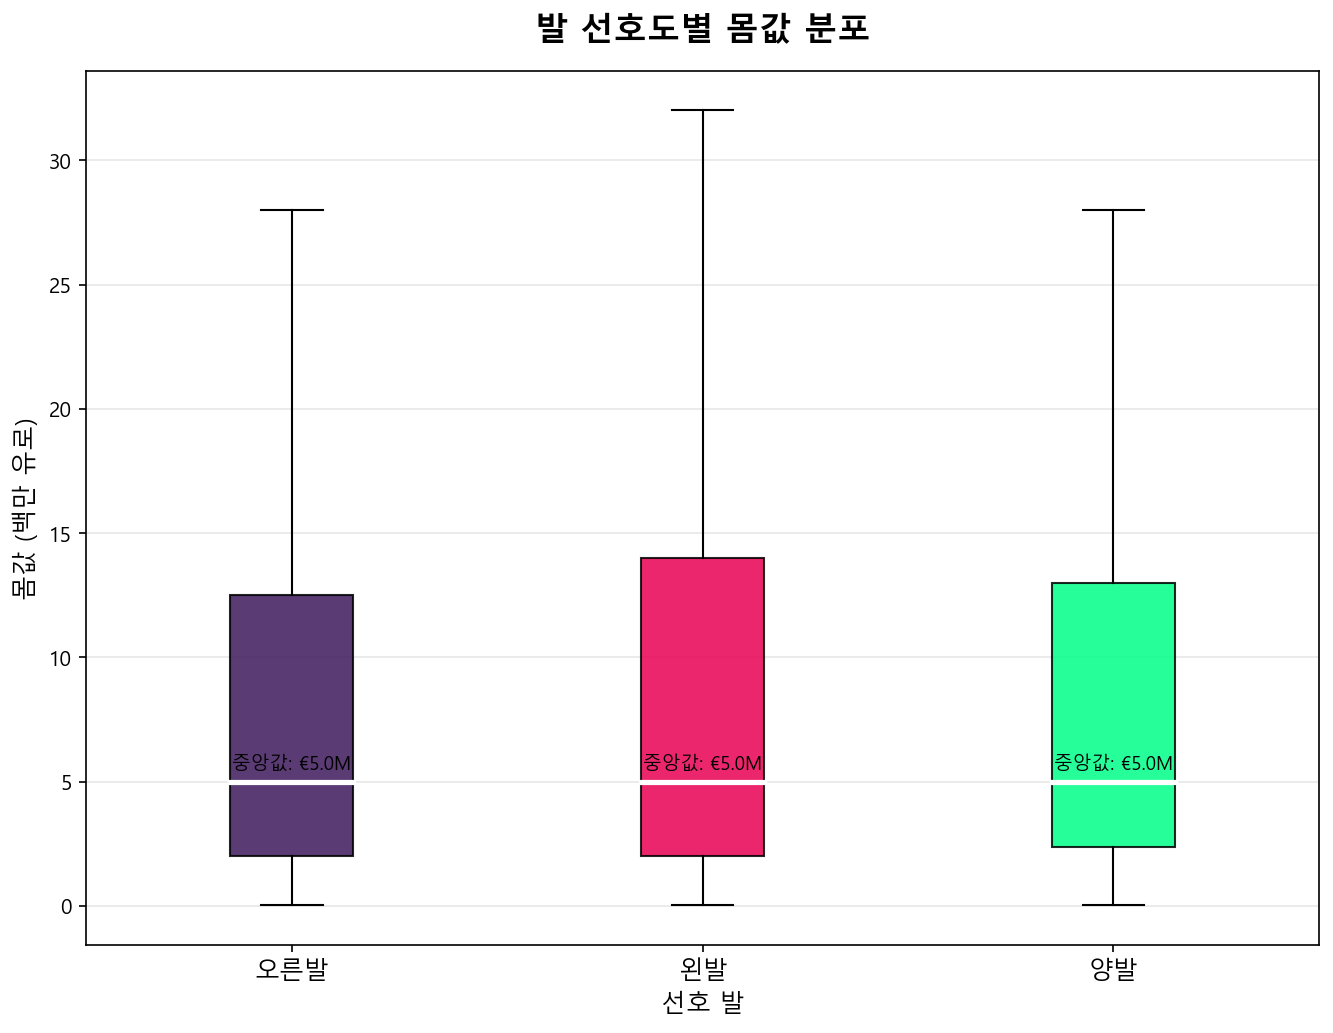 발 선호도별 몸값 분포
몸값 (백만 유로)
30
25
20
15
10
5
0
중앙값: €5.0M
중앙값: €5.0M
중앙값: €5.0M
오른발
왼발
양발
선호 발